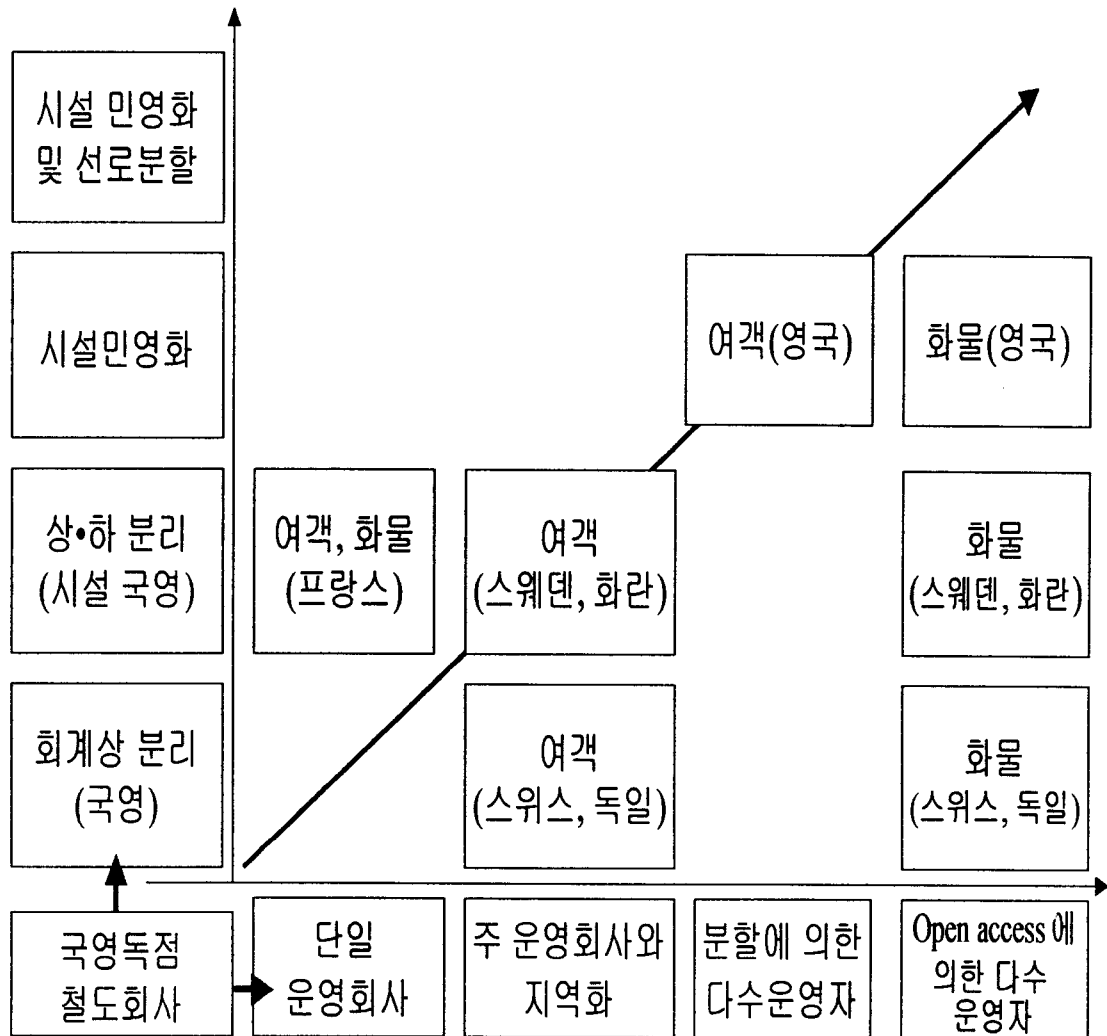 시설 민영화
및 선로분할
시설민영화
여객(영국)
화물(영국)
상•하 분리
(시설 국영)
여객, 화물
(프랑스)
여객
(스웨덴, 화란)
화물
(스웨덴, 화란)
회계상 분리
(국영)
여객
(스위스, 독일)
화물
(스위스, 독일)
국영독점
철도회사
단일
운영회사
주 운영회사와
지역화
분할에 의한
다수운영자
Open access에
의한 다수
운영자